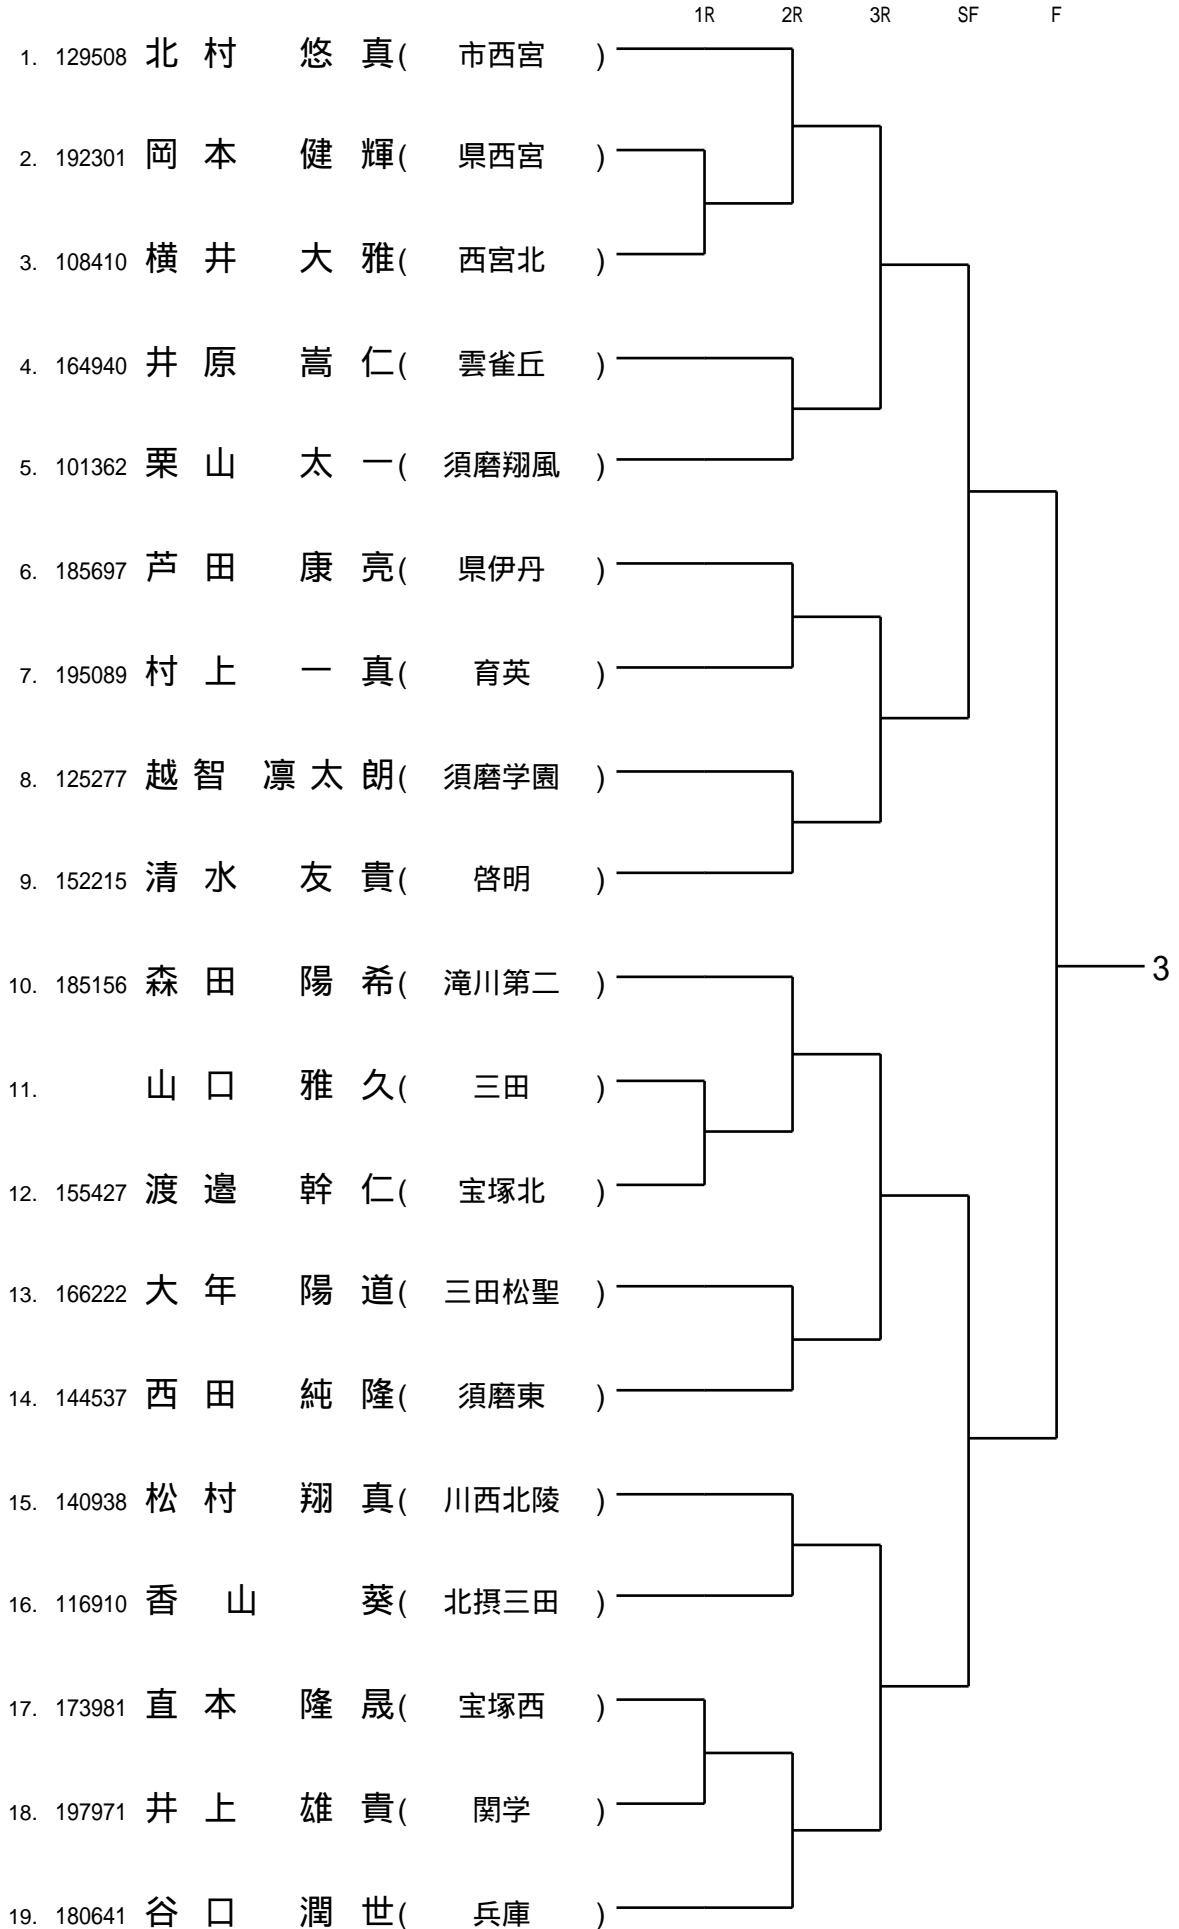 1R 2R 3R SF F
1. 129508 北村 悠真( 市西宮 )
2. 192301 岡本 健輝( 県西宮 )
3. 108410 横井 大雅( 西宮北 )
4. 164940 井原 嵩仁( 雲雀丘 )
5. 101362 栗山 太一( 須磨翔風 )
6. 185697 芦田 康亮( 県伊丹 )
7. 195089 村上 一真( 育英 )
8. 125277 越智 凛太朗( 須磨学園 )
9. 152215 清水 友貴( 啓明 )
10. 185156 森田 陽希( 滝川第二 )
3
11. 山口 雅久( 三田 )
12. 155427 渡邉 幹仁( 宝塚北 )
13. 166222 大年 陽道( 三田松聖 )
14. 144537 西田 純隆( 須磨東 )
15. 140938 松村 翔真( 川西北陵 )
16. 116910 香山 葵( 北摂三田 )
17. 173981 直本 隆晟( 宝塚西 )
18. 197971 井上 雄貴( 関学 )
19. 180641 谷口 潤世( 兵庫 )